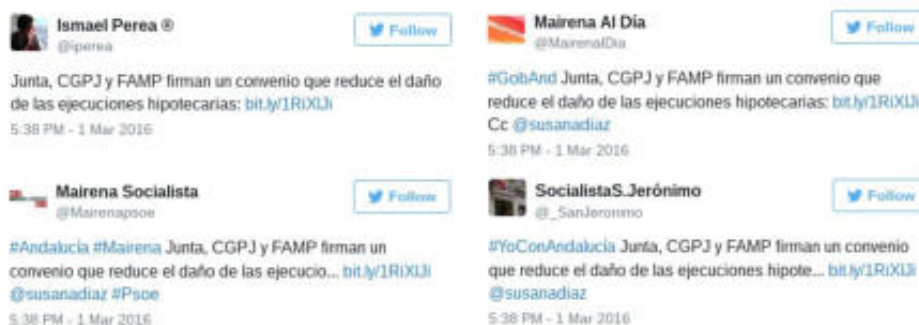 Ismael Perea ®
@iperea
Follow
Junta, CGPJ y FAMP firman un convenio que reduce el daño
de las ejecuciones hipotecarias: bit.ly/1RiXlJi
5:38 PM - 1 Mar 2016
Mairena Al Día
@MairenalDia
Follow
#GobAnd Junta, CGPJ y FAMP firman un convenio que
reduce el daño de las ejecuciones hipotecarias: bit.ly/1RiXlJi
Cc @susanadiaz
5:38 PM - 1 Mar 2016
Mairena Socialista
@Mairenapsoe
Follow
#Andalucia #Mairena Junta, CGPJ y FAMP firman un
convenio que reduce el daño de las ejecucio... bit.ly/1RiXlJi
@susanadiaz #Psoe
5:38 PM - 1 Mar 2016
SocialistaS.Jerónimo
@_SanJeronimo
Follow
#YoConAndalucia Junta, CGPJ y FAMP firman un convenio
que reduce el daño de las ejecuciones hipote... bit.ly/1RiXlJi
@susanadiaz
5:38 PM - 1 Mar 2016